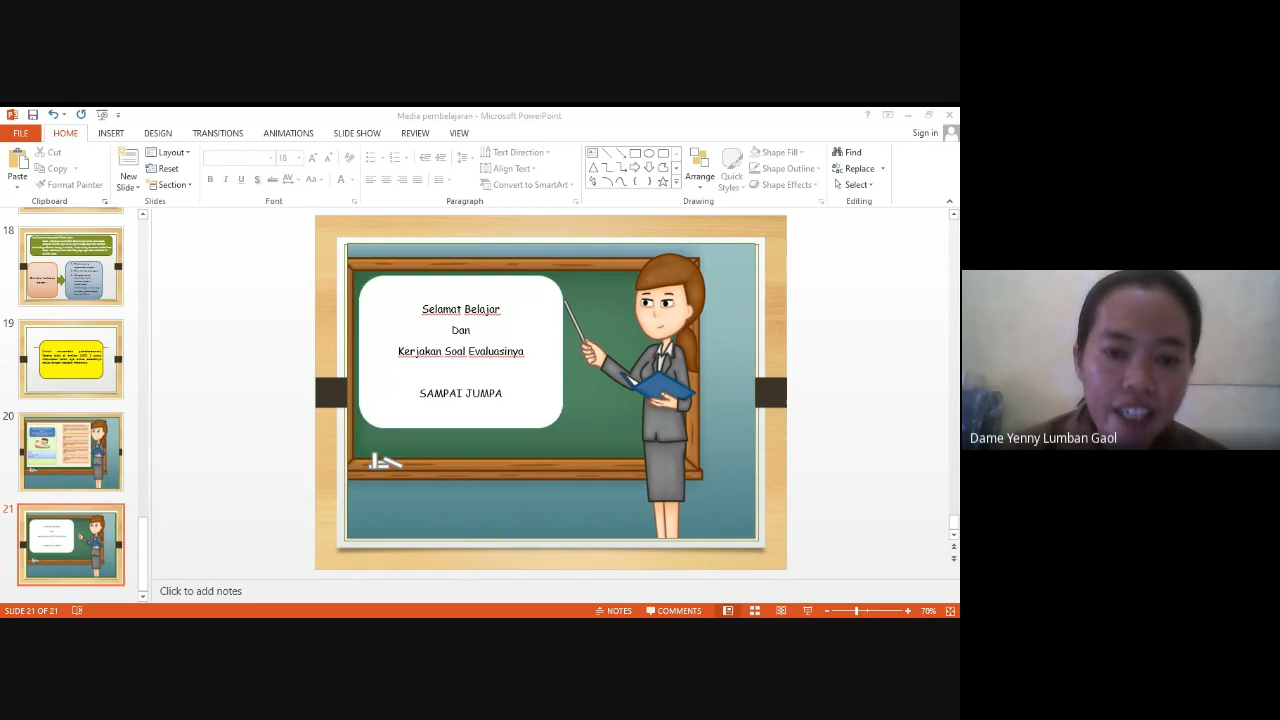 Media pembelajaran - Microsoft PowerPoint
FILE HOME INSERT DESIGN TRANSITIONS ANIMATIONS SLIDE SHOW REVIEW VIEW
Sign in
Paste
Cut
Copy
Format Painter
Clipboard
New Slide
Layout
Reset
Section
Slides
18
B I U S abc AV Aa A
Font
Text Direction
Align Text
Convert to SmartArt
Paragraph
Arrange
Quick Styles
Shape Fill
Shape Outline
Shape Effects
Drawing
Find
Replace
Select
Editing
18
19
20
21
Selamat Belajar
Dan
Kerjakan Soal Evaluasinya
SAMPAI JUMPA
Dame Yenny Lumban Gaol
Click to add notes
SLIDE 21 OF 21
NOTES
COMMENTS
70%